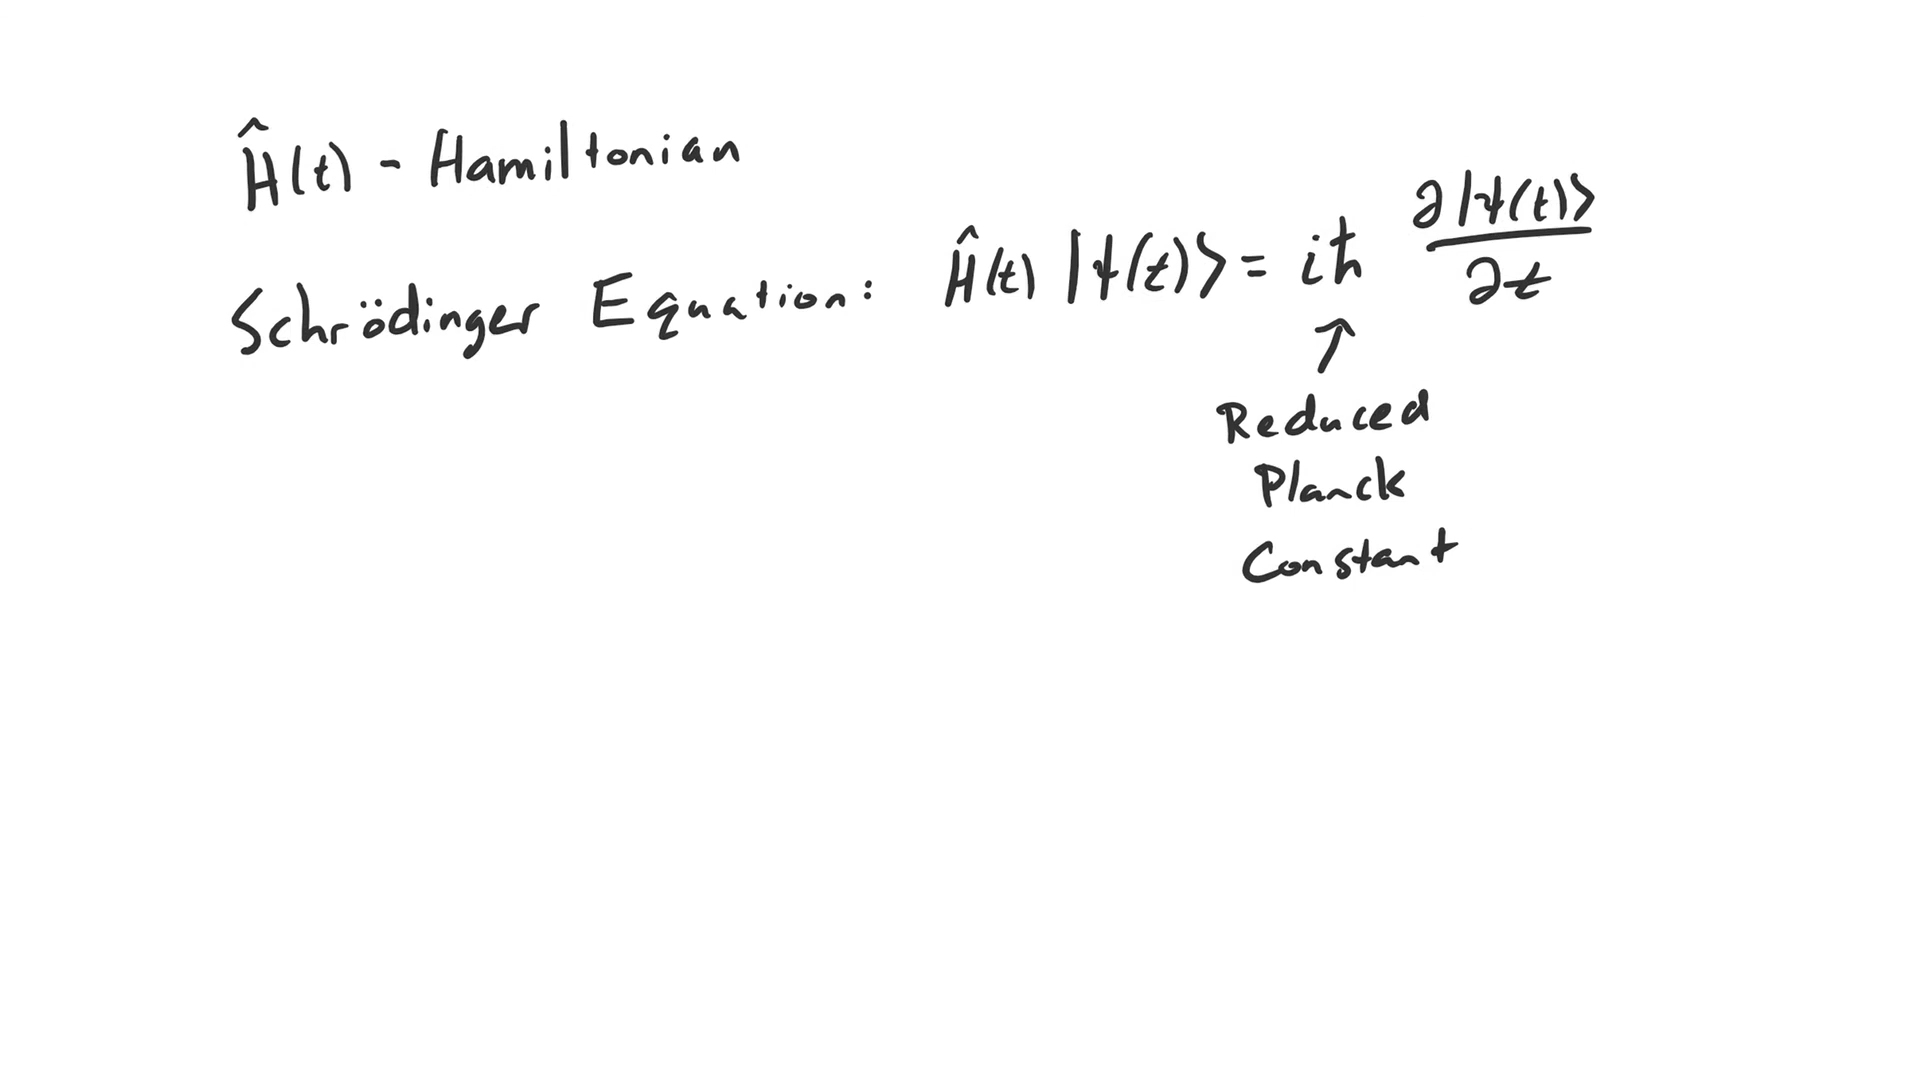 Ĥ(t) - Hamiltonian
Schrödinger Equation: Ĥ(t) |ψ(t)⟩ = iħ ∂|ψ(t)⟩/∂t
↑
Reduced
Planck
Constant